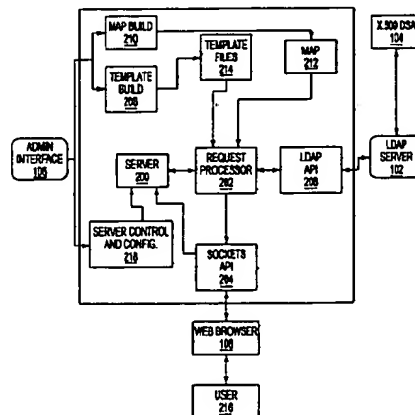 MAP BUILD
210
TEMPLATE
FILES
214
MAP
212
X.509 DSA
104
TEMPLATE
BUILD
208
ADMIN
INTERFACE
106
SERVER
200
REQUEST
PROCESSOR
202
LDAP
API
206
LDAP
SERVER
102
SERVER CONTROL
AND CONFIG.
218
SOCKETS
API
204
WEB BROWSER
108
USER
216